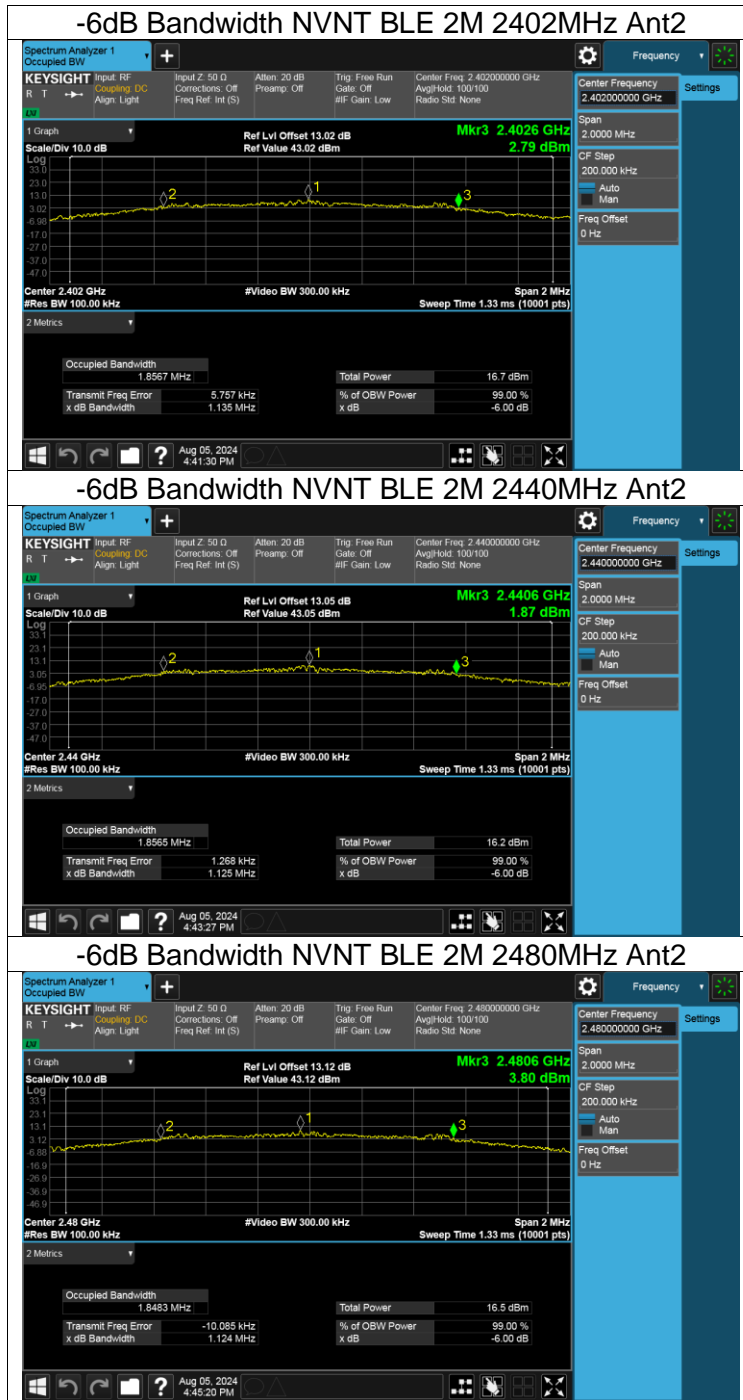 -6dB Bandwidth NVNT BLE 2M 2402MHz Ant2
Spectrum Analyzer 1
Occupied BW
Frequency
KEYSIGHT
R T
LXI
Input: RF
Coupling: DC
Align: Light
Input Z: 50 Ω
Corrections: Off
Freq Ref: Int (S)
Atten: 20 dB
Preamp: Off
Trig: Free Run
Gate: Off
#IF Gain: Low
Center Freq: 2.402000000 GHz
Avg|Hold: 100/100
Radio Std: None
Center Frequency
2.402000000 GHz
Settings
Span
2.0000 MHz
CF Step
200.000 kHz
Auto
Man
Freq Offset
0 Hz
1 Graph
Scale/Div 10.0 dB
Ref Lvl Offset 13.02 dB
Ref Value 43.02 dBm
Mkr3 2.4026 GHz
2.79 dBm
Log
33.0
23.0
13.0
3.02
-6.98
-17.0
-27.0
-37.0
-47.0
2
1
3
Center 2.402 GHz
#Res BW 100.00 kHz
#Video BW 300.00 kHz
Span 2 MHz
Sweep Time 1.33 ms (10001 pts)
2 Metrics
Occupied Bandwidth
1.8567 MHz
Transmit Freq Error 5.757 kHz
x dB Bandwidth 1.135 MHz
Total Power 16.7 dBm
% of OBW Power 99.00 %
x dB -6.00 dB
?
Aug 05, 2024
4:41:30 PM
-6dB Bandwidth NVNT BLE 2M 2440MHz Ant2
Spectrum Analyzer 1
Occupied BW
Frequency
KEYSIGHT
R T
LXI
Input: RF
Coupling: DC
Align: Light
Input Z: 50 Ω
Corrections: Off
Freq Ref: Int (S)
Atten: 20 dB
Preamp: Off
Trig: Free Run
Gate: Off
#IF Gain: Low
Center Freq: 2.440000000 GHz
Avg|Hold: 100/100
Radio Std: None
Center Frequency
2.440000000 GHz
Settings
Span
2.0000 MHz
CF Step
200.000 kHz
Auto
Man
Freq Offset
0 Hz
1 Graph
Scale/Div 10.0 dB
Ref Lvl Offset 13.05 dB
Ref Value 43.05 dBm
Mkr3 2.4406 GHz
1.87 dBm
Log
33.1
23.1
13.1
3.05
-6.95
-17.0
-27.0
-37.0
-47.0
2
1
3
Center 2.44 GHz
#Res BW 100.00 kHz
#Video BW 300.00 kHz
Span 2 MHz
Sweep Time 1.33 ms (10001 pts)
2 Metrics
Occupied Bandwidth
1.8565 MHz
Transmit Freq Error 1.268 kHz
x dB Bandwidth 1.125 MHz
Total Power 16.2 dBm
% of OBW Power 99.00 %
x dB -6.00 dB
?
Aug 05, 2024
4:43:27 PM
-6dB Bandwidth NVNT BLE 2M 2480MHz Ant2
Spectrum Analyzer 1
Occupied BW
Frequency
KEYSIGHT
R T
LXI
Input: RF
Coupling: DC
Align: Light
Input Z: 50 Ω
Corrections: Off
Freq Ref: Int (S)
Atten: 20 dB
Preamp: Off
Trig: Free Run
Gate: Off
#IF Gain: Low
Center Freq: 2.480000000 GHz
Avg|Hold: 100/100
Radio Std: None
Center Frequency
2.480000000 GHz
Settings
Span
2.0000 MHz
CF Step
200.000 kHz
Auto
Man
Freq Offset
0 Hz
1 Graph
Scale/Div 10.0 dB
Ref Lvl Offset 13.12 dB
Ref Value 43.12 dBm
Mkr3 2.4806 GHz
3.80 dBm
Log
33.1
23.1
13.1
3.12
-6.88
-16.9
-26.9
-36.9
-46.9
2
1
3
Center 2.48 GHz
#Res BW 100.00 kHz
#Video BW 300.00 kHz
Span 2 MHz
Sweep Time 1.33 ms (10001 pts)
2 Metrics
Occupied Bandwidth
1.8483 MHz
Transmit Freq Error -10.085 kHz
x dB Bandwidth 1.124 MHz
Total Power 16.5 dBm
% of OBW Power 99.00 %
x dB -6.00 dB
?
Aug 05, 2024
4:45:20 PM